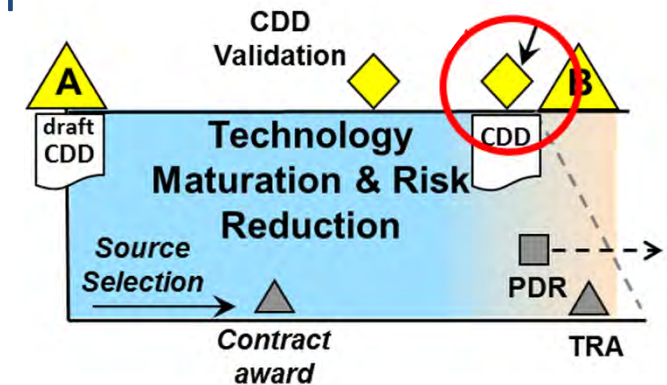 CDD
Validation
A
B
draft
CDD
CDD
Technology
Maturation & Risk
Reduction
Source
Selection
PDR
Contract
award
TRA